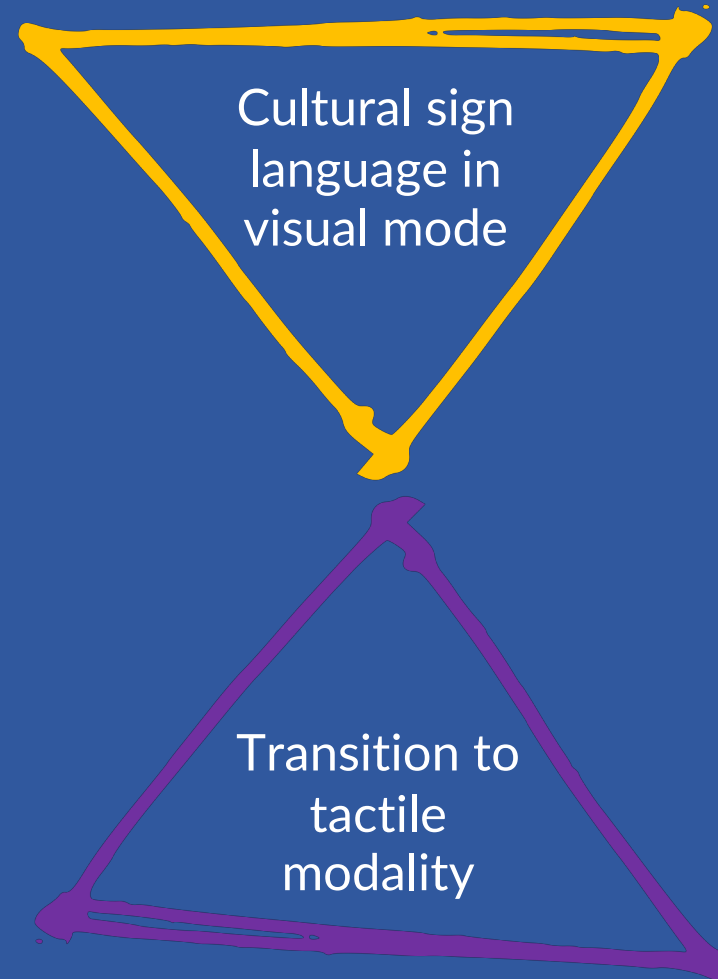 Cultural sign
language in
visual mode
Transition to
tactile
modality